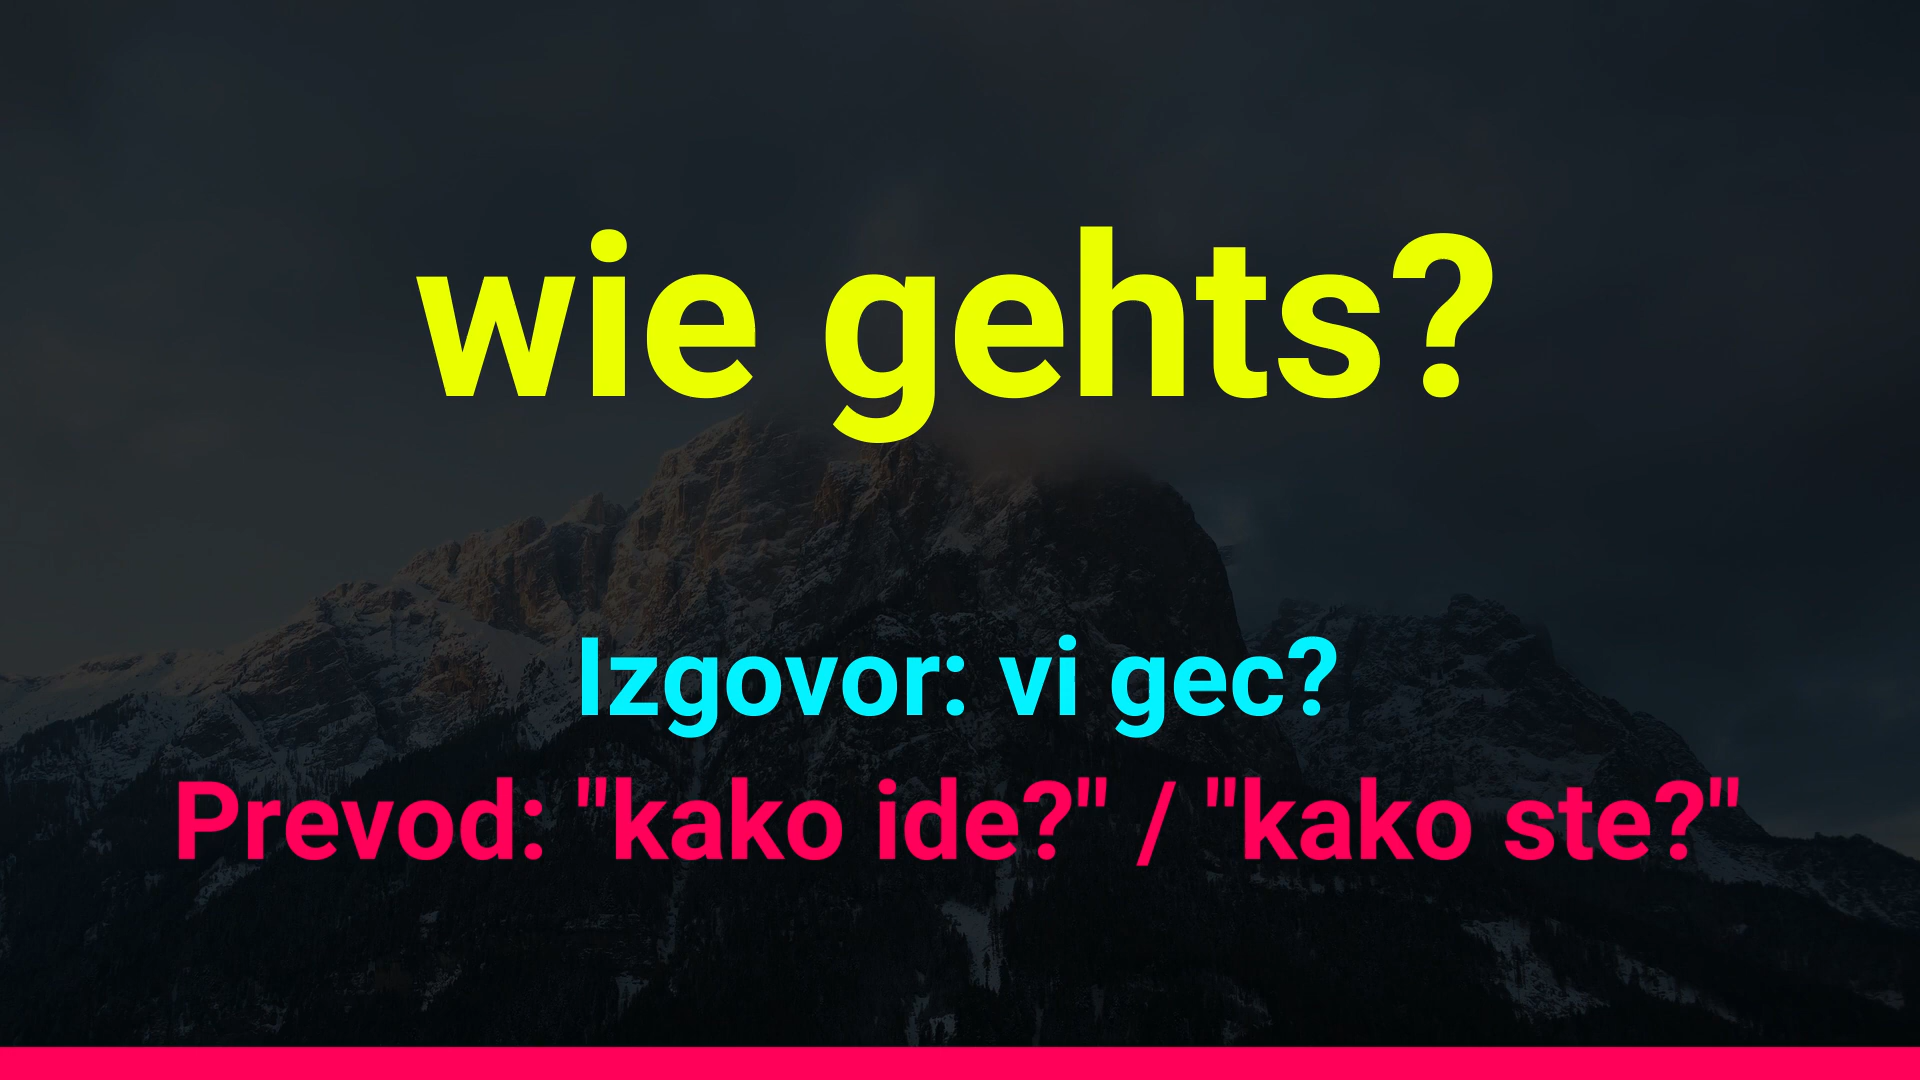 wie gehts?
Izgovor: vi gec?
Prevod: "kako ide?" / "kako ste?"